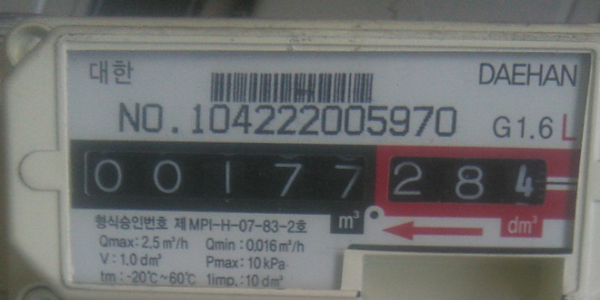 대한 DAEHAN
NO.104222005970 G1.6 L
00177 284
m³ dm³
형식승인번호 제 MPI-H-07-83-2호
Qmax: 2,5 m³/h Qmin: 0,016 m³/h
V: 1,0 dm³ Pmax: 10 kPa
tm: -20℃~60℃ 1imp.:10 dm³